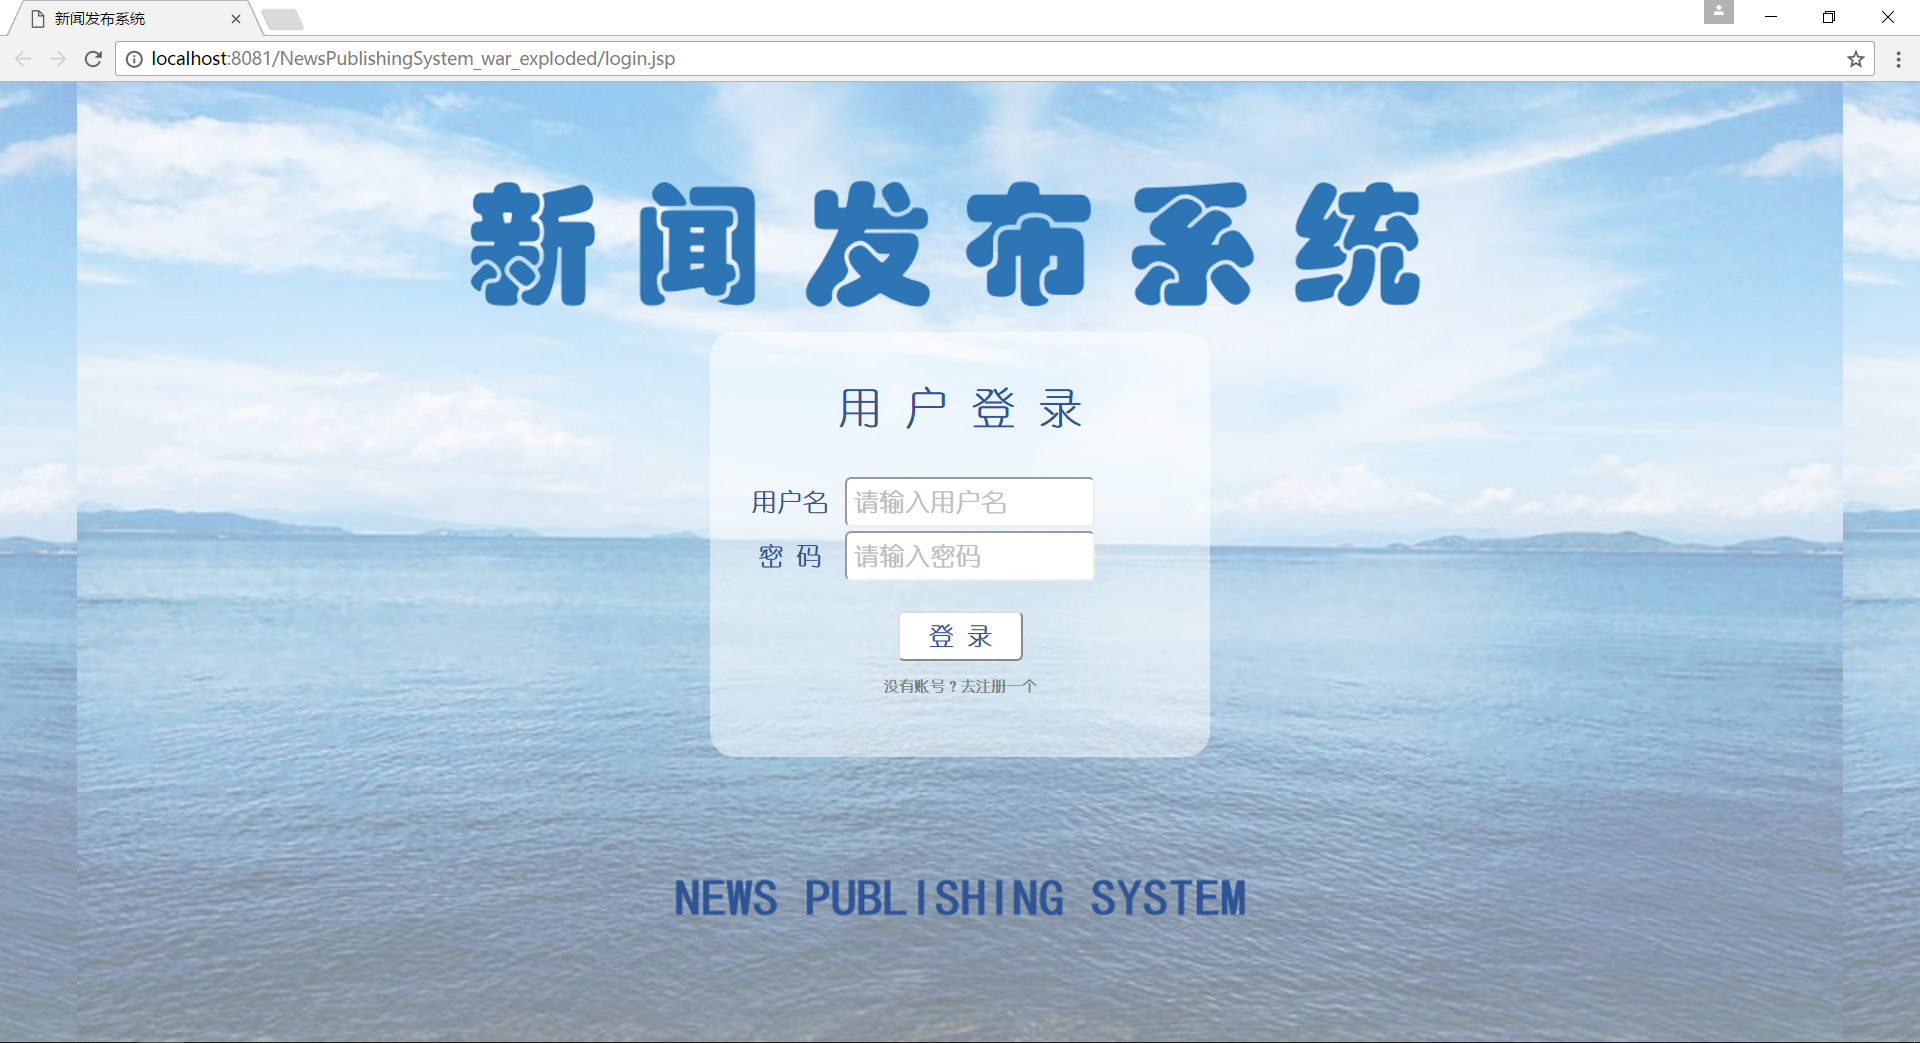 新闻发布系统
localhost:8081/NewsPublishingSystem_war_exploded/login.jsp
新闻发布系统
用 户 登 录
用户名 请输入用户名
密 码 请输入密码
登 录
没有账号？去注册一个
NEWS PUBLISHING SYSTEM